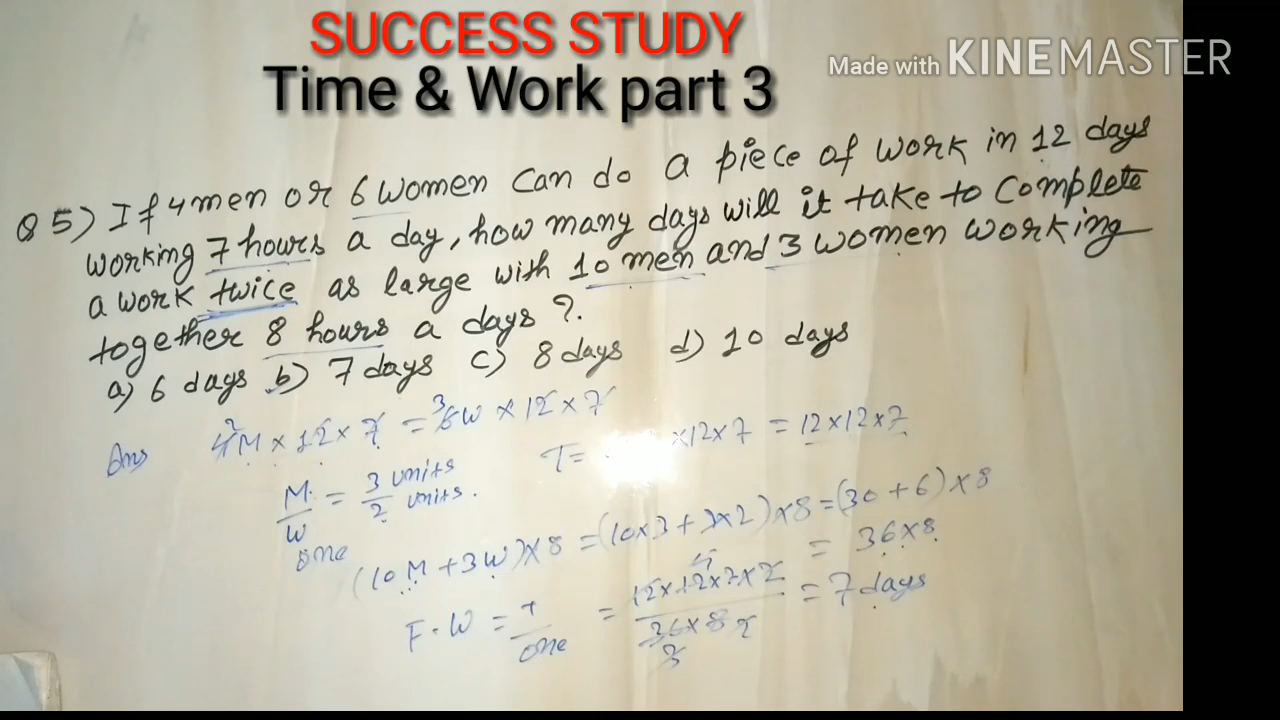 SUCCESS STUDY
Made with KINEMASTER
Time & Work part 3
Q 5) If 4 men or 6 women can do a piece of work in 12 days
working 7 hours a day, how many days will it take to complete
a work twice as large with 10 men and 3 women working
together 8 hours a days ?.
a) 6 days b) 7 days c) 8 days d) 10 days
Ans 4M × 12 × 7 = 6W × 12 × 7
2 3
T = ×12×7 = 12×12×7
M/W = 3 units/2 units.
one
(10M + 3W)×8 = (10×3 + 3×2)×8 = (30+6)×8
= 36×8
F.W = T/one = 12×12×7×2/36×8 = 7 days